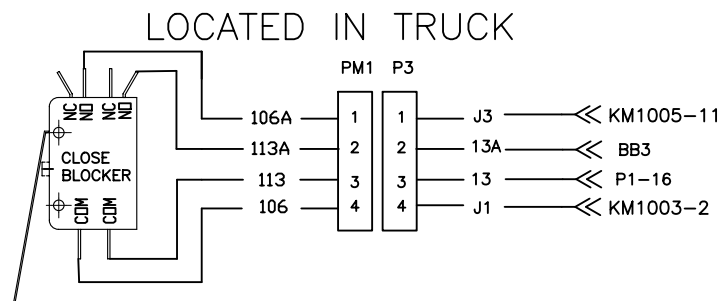 LOCATED IN TRUCK
PM1 P3
NC NO NC NO
CLOSE
BLOCKER
COM COM
106A 1 1 J3 KM1005-11
113A 2 2 13A BB3
113 3 3 13 P1-16
106 4 4 J1 KM1003-2